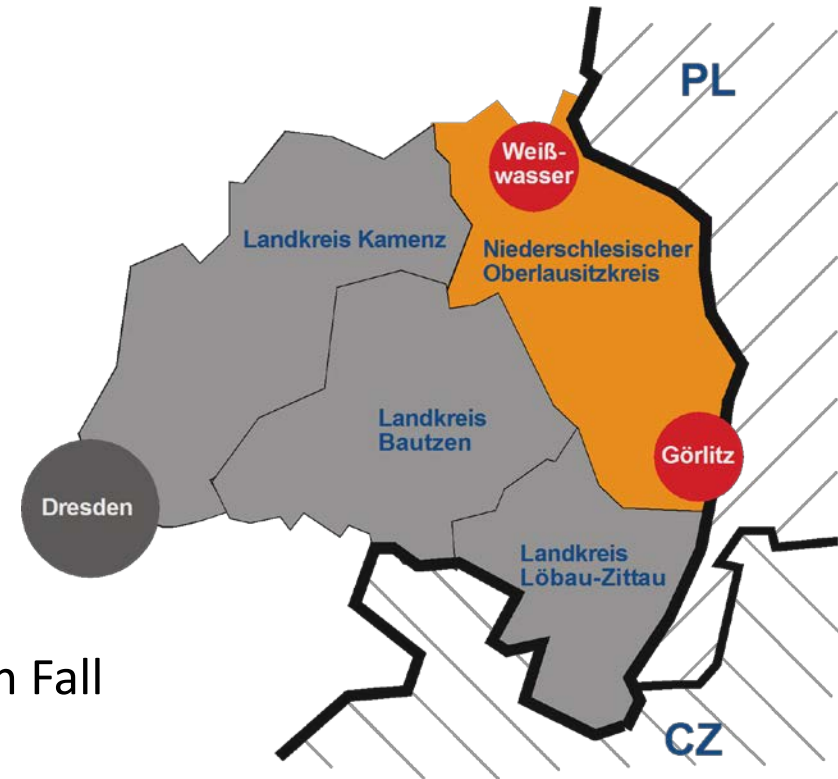 PL
Weiß-
wasser
Landkreis Kamenz
Niederschlesischer
Oberlausitzkreis
Landkreis
Bautzen
Görlitz
Dresden
Landkreis
Löbau-Zittau
Fall
CZ